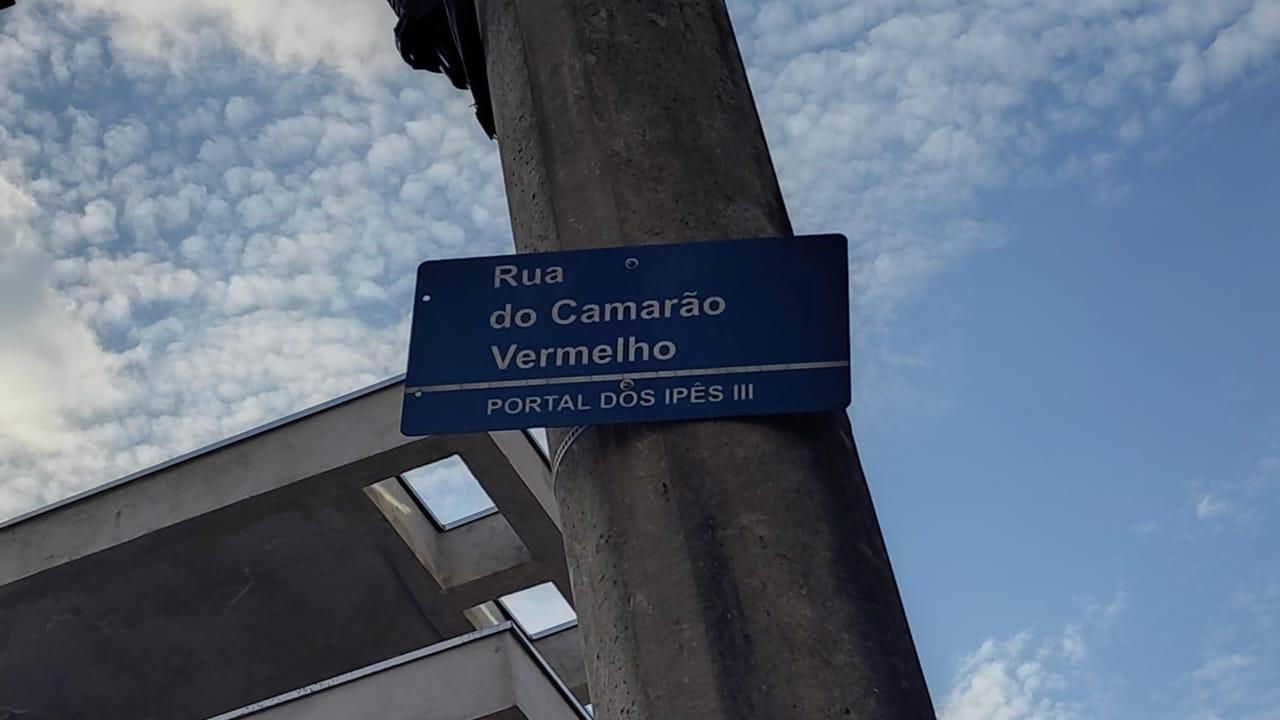 Rua
do Camarão
Vermelho
PORTAL DOS IPÊS III